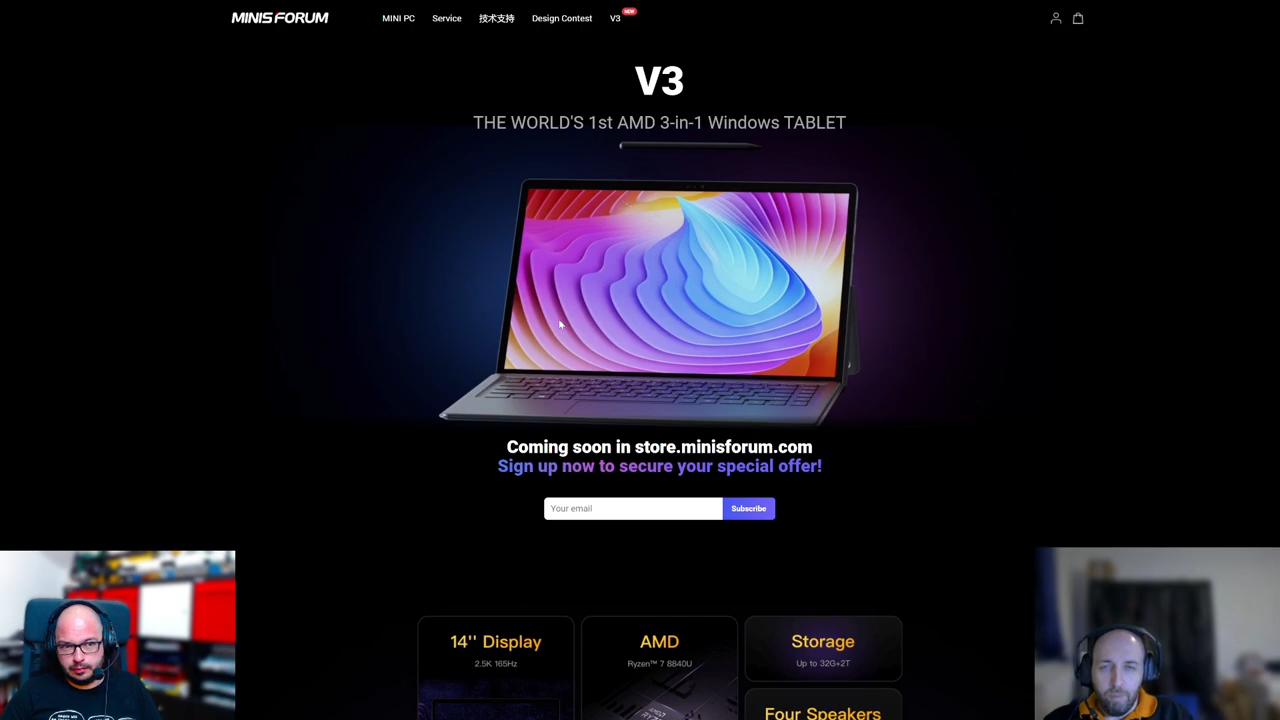 MINISFORUM
MINI PC
Service
技术支持
Design Contest
V3
NEW
V3
THE WORLD'S 1st AMD 3-in-1 Windows TABLET
Coming soon in store.minisforum.com
Sign up now to secure your special offer!
Your email
Subscribe
14'' Display
2.5K 165Hz
AMD
Ryzen™ 7 8840U
Storage
Up to 32G+2T
Four Speakers